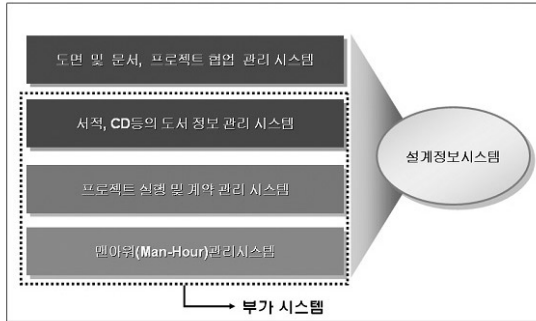 도면 및 문서, 프로젝트 협업 관리 시스템
서적, CD등의 도서 정보 관리 시스템
프로젝트 실행 및 계약 관리 시스템
맨아워(Man-Hour)관리시스템
설계정보시스템
부가 시스템